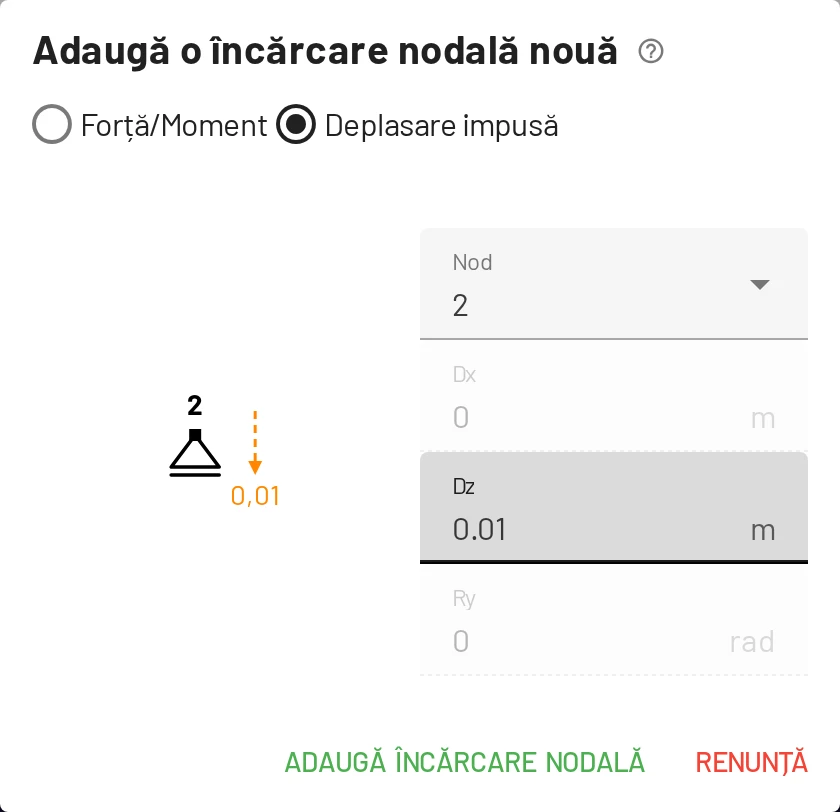 Adaugă o încărcare nodală nouă
Forță/Moment Deplasare impusă
Nod
2
Dx
0 m
2
0,01
Dz
0.01 m
Ry
0 rad
ADAUGĂ ÎNCĂRCARE NODALĂ RENUNȚĂ